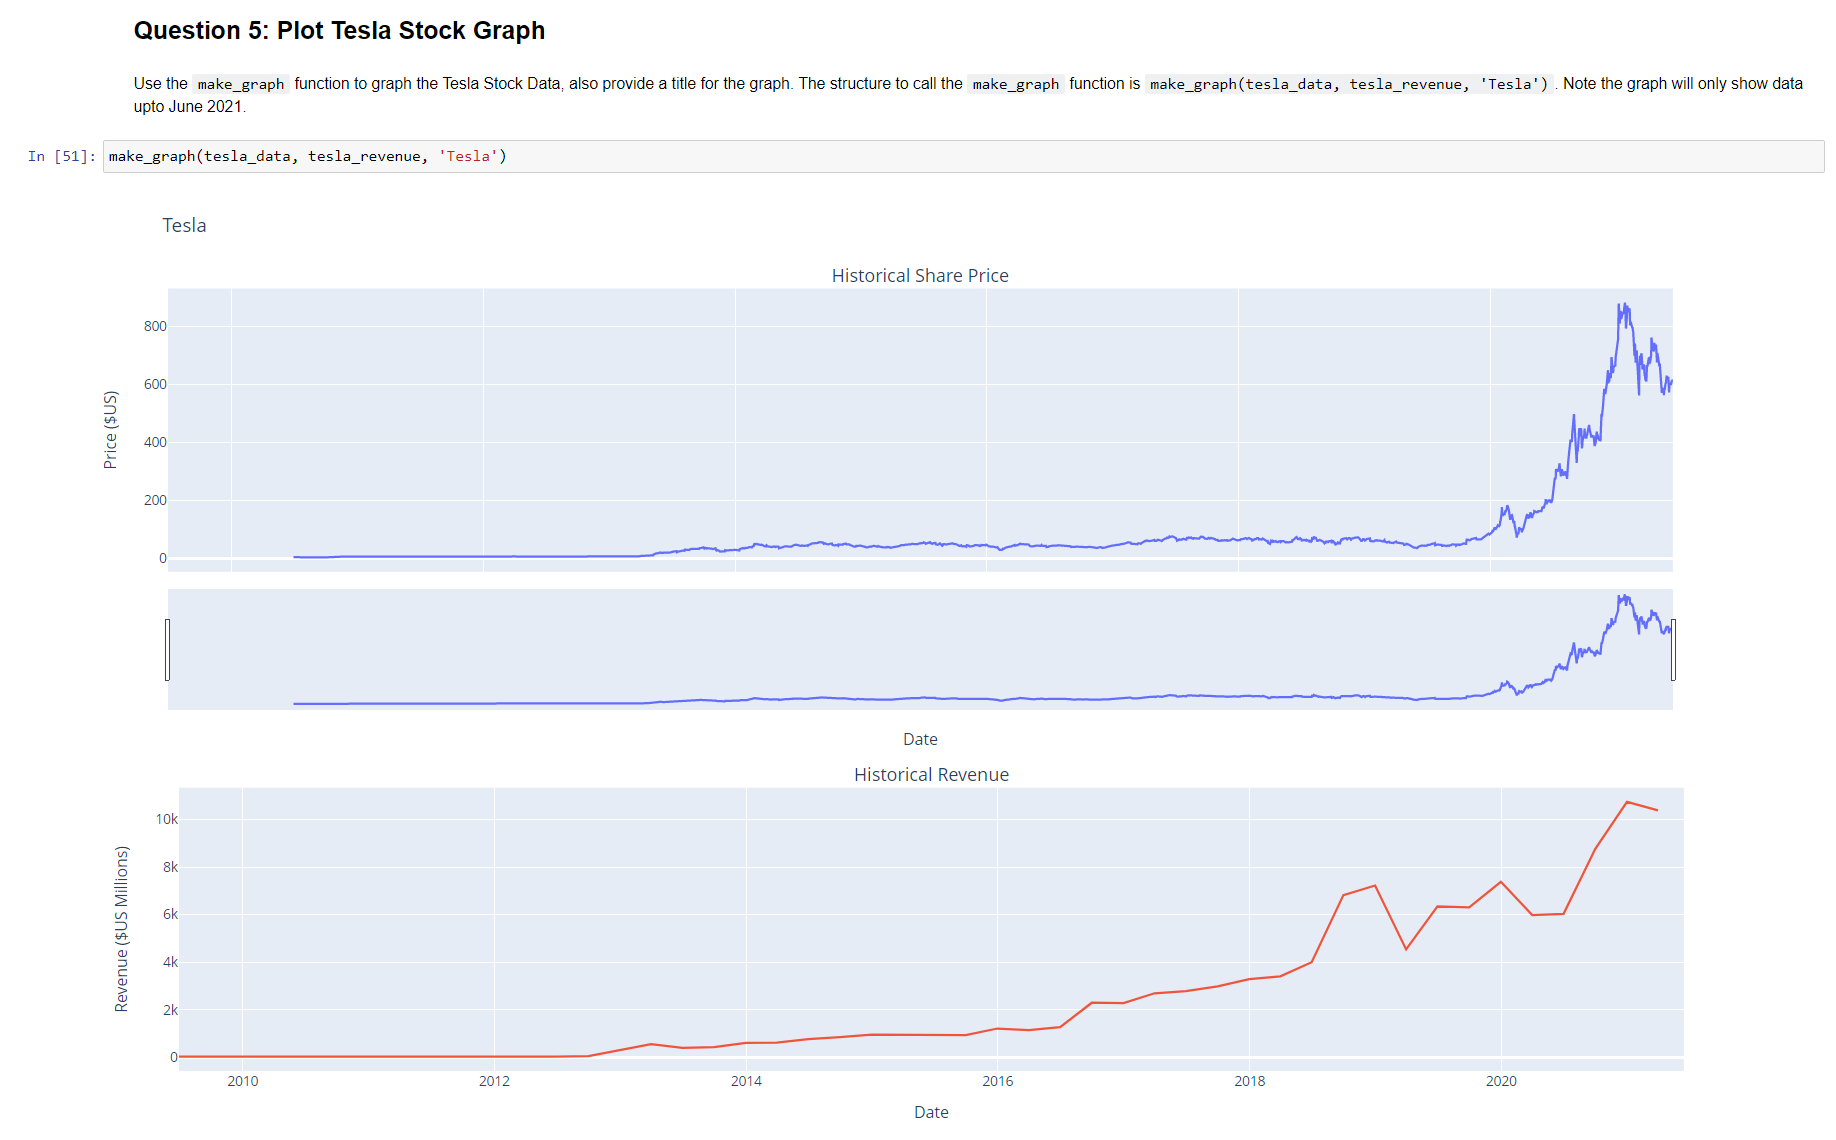 Question 5: Plot Tesla Stock Graph
Use the make_graph function to graph the Tesla Stock Data, also provide a title for the graph. The structure to call the make_graph function is make_graph(tesla_data, tesla_revenue, 'Tesla') . Note the graph will only show data
upto June 2021.
In [51]: make_graph(tesla_data, tesla_revenue, 'Tesla')
Tesla
Historical Share Price
Price ($US)
800
600
400
200
0
Date
Historical Revenue
Revenue ($US Millions)
10k
8k
6k
4k
2k
0
2010 2012 2014 2016 2018 2020
Date